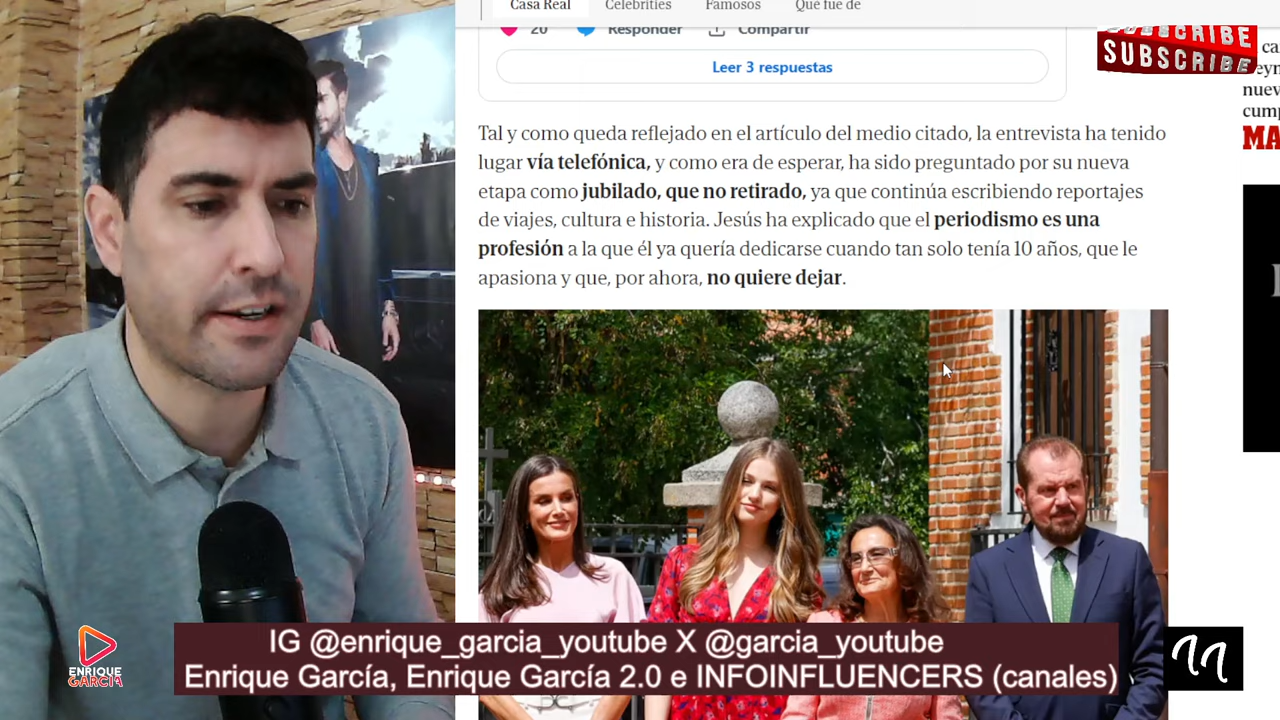 Casa Real Celebrities Famosos Qué fue de
20 Responder Compartir
Leer 3 respuestas
Tal y como queda reflejado en el artículo del medio citado, la entrevista ha tenido
lugar vía telefónica, y como era de esperar, ha sido preguntado por su nueva
etapa como jubilado, que no retirado, ya que continúa escribiendo reportajes
de viajes, cultura e historia. Jesús ha explicado que el periodismo es una
profesión a la que él ya quería dedicarse cuando tan solo tenía 10 años, que le
apasiona y que, por ahora, no quiere dejar.
SUBSCRIBE
SUBSCRIBE
nuev
MA
IG @enrique_garcia_youtube X @garcia_youtube
Enrique García, Enrique García 2.0 e INFOINFLUENCERS (canales)
ENRIQUE
GARCÍA